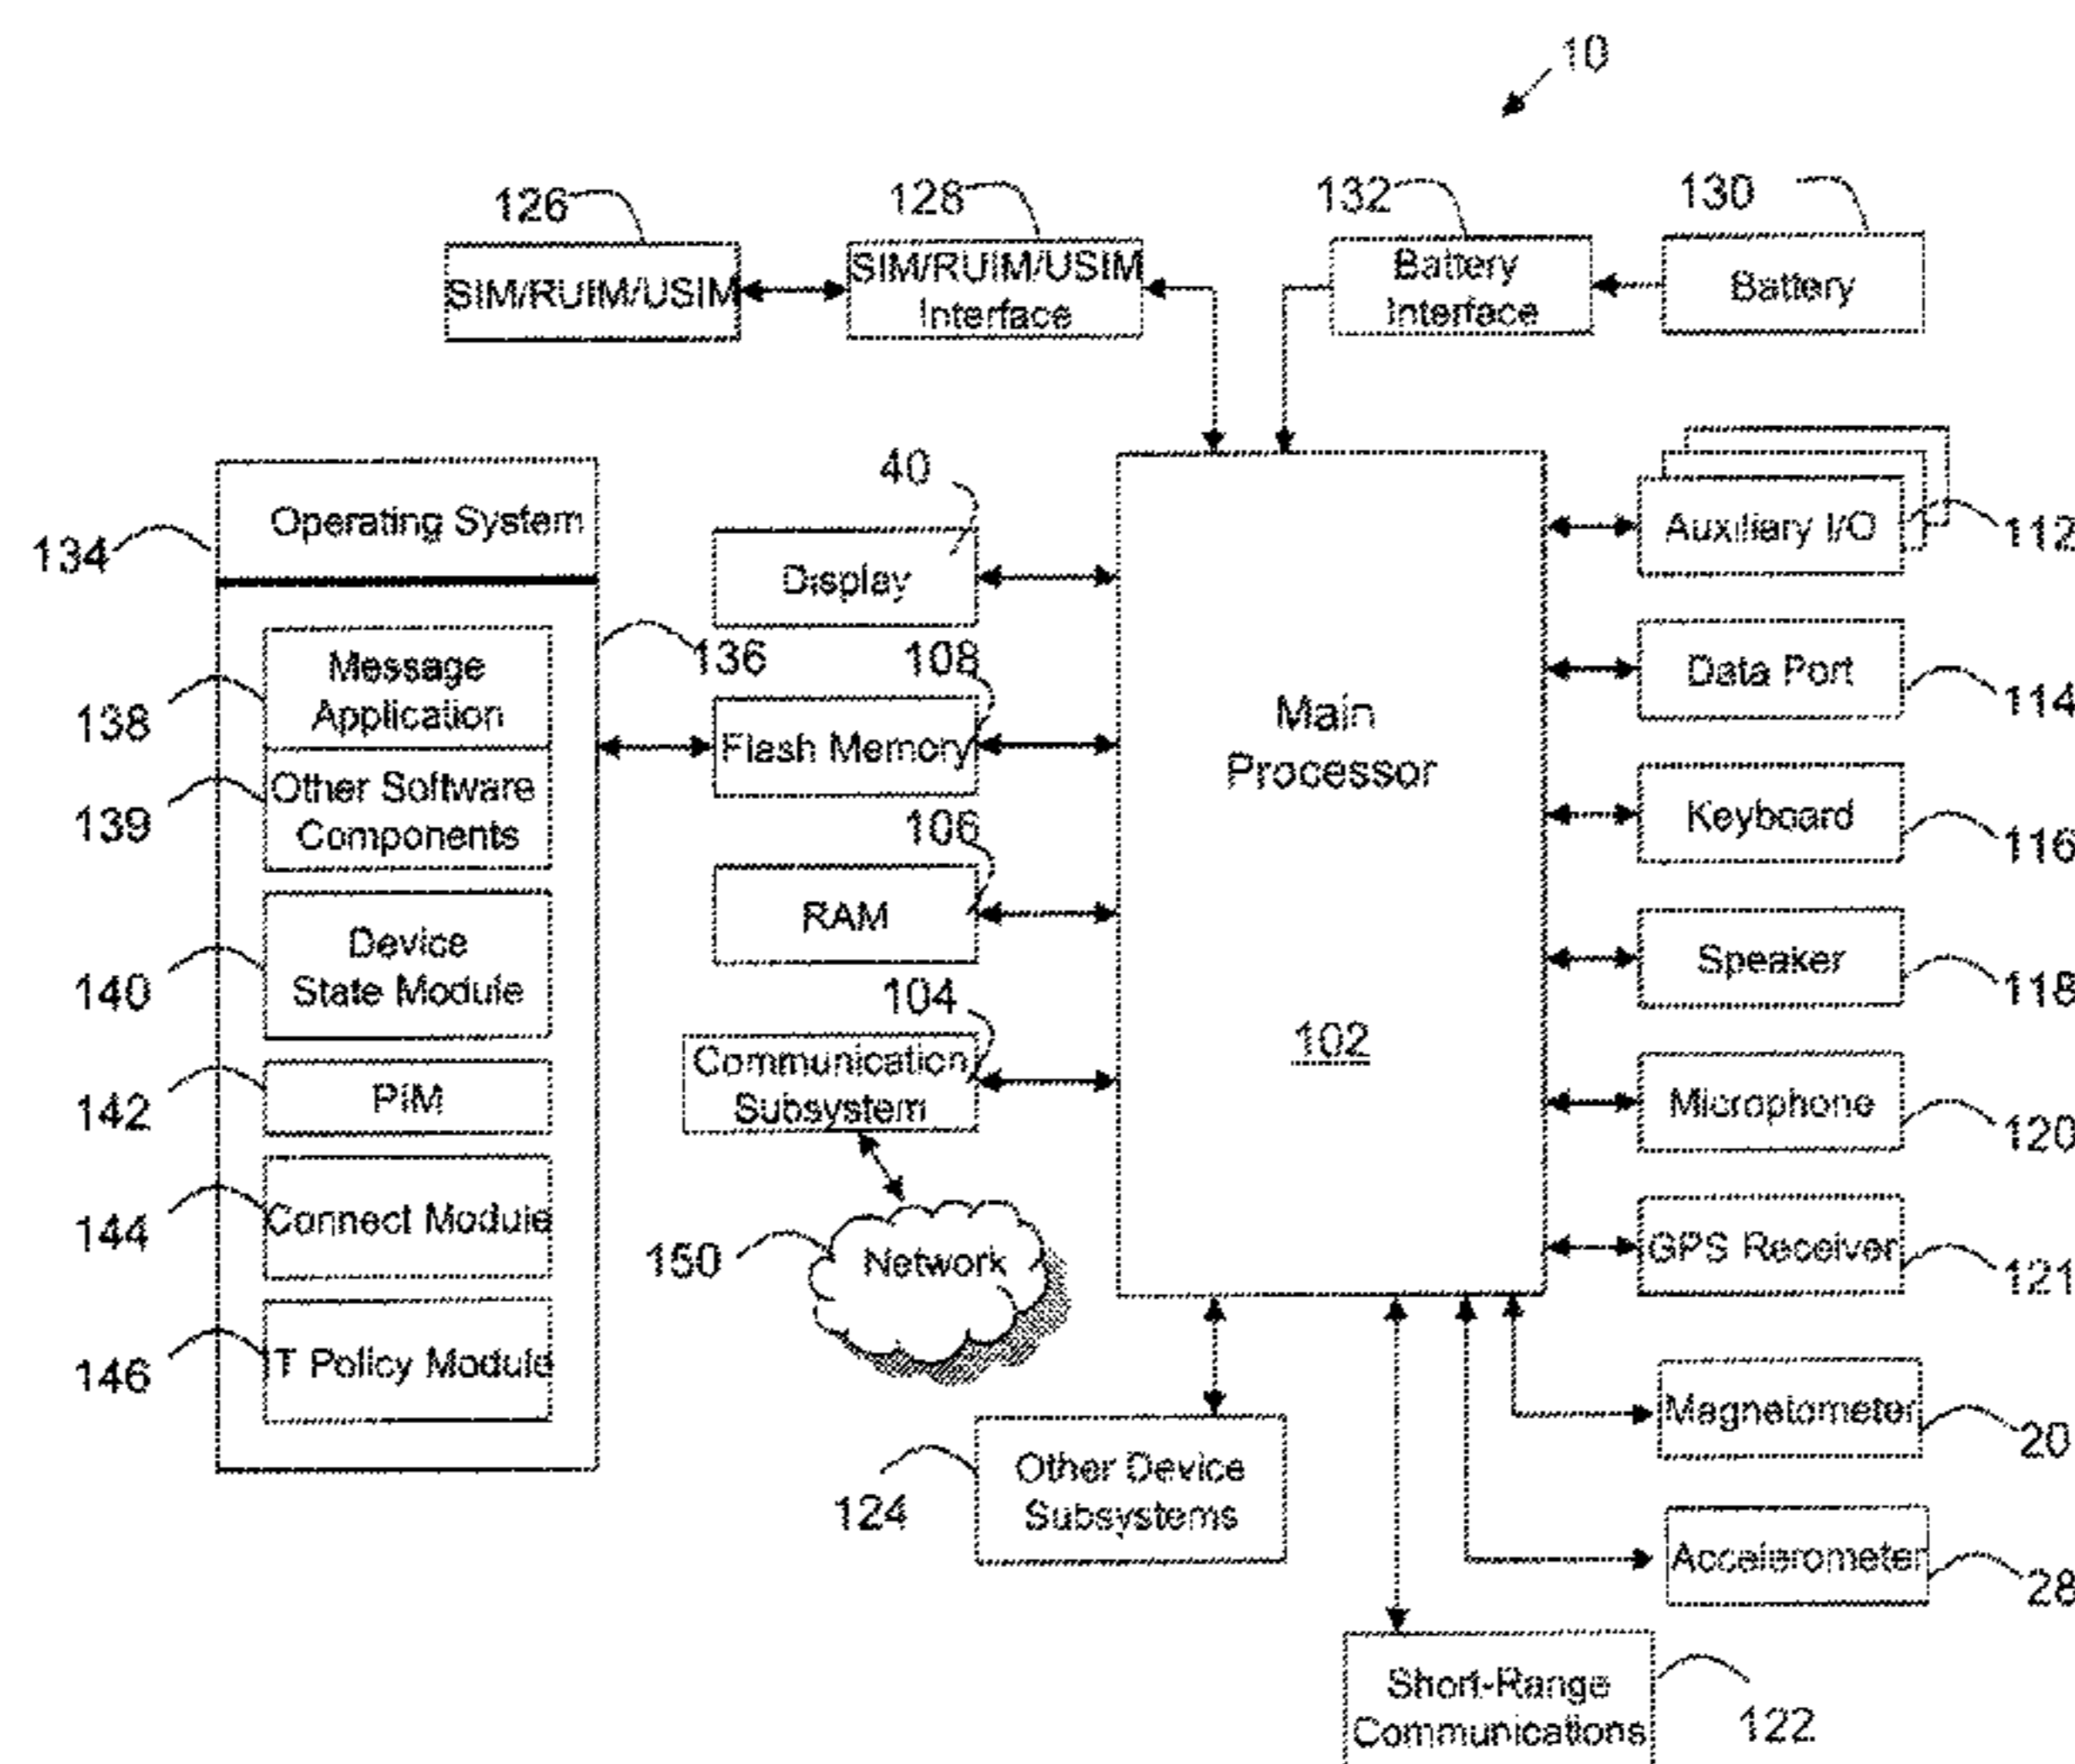 10
126
128
132
130
SIM/RUIM/USIM
SIM/RUIM/USIM
Interface
Battery
Interface
Battery
134
Operating System
136
138
Message
Application
139
Other Software
Components
140
Device
State Module
142
PIM
144
Connect Module
146
T Policy Module
40
Display
108
Flash Memory
106
RAM
104
Communication
Subsystem
150
Network
Main
Processor
102
Auxiliary I/O
112
Data Port
114
Keyboard
116
Speaker
118
Microphone
120
GPS Receiver
121
Magnetometer
20
Accelerometer
28
124
Other Device
Subsystems
Short-Range
Communications
122